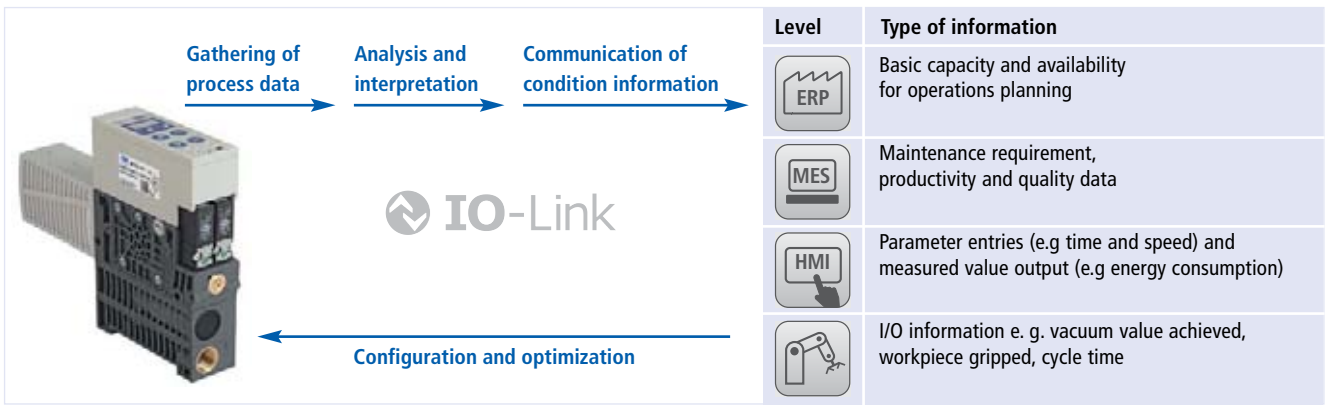 Gathering of
process data
Analysis and
interpretation
Communication of
condition information
IO-Link
Configuration and optimization
Level
Type of information
ERP
Basic capacity and availability
for operations planning
MES
Maintenance requirement,
productivity and quality data
HMI
Parameter entries (e.g time and speed) and
measured value output (e.g energy consumption)
I/O information e. g. vacuum value achieved,
workpiece gripped, cycle time